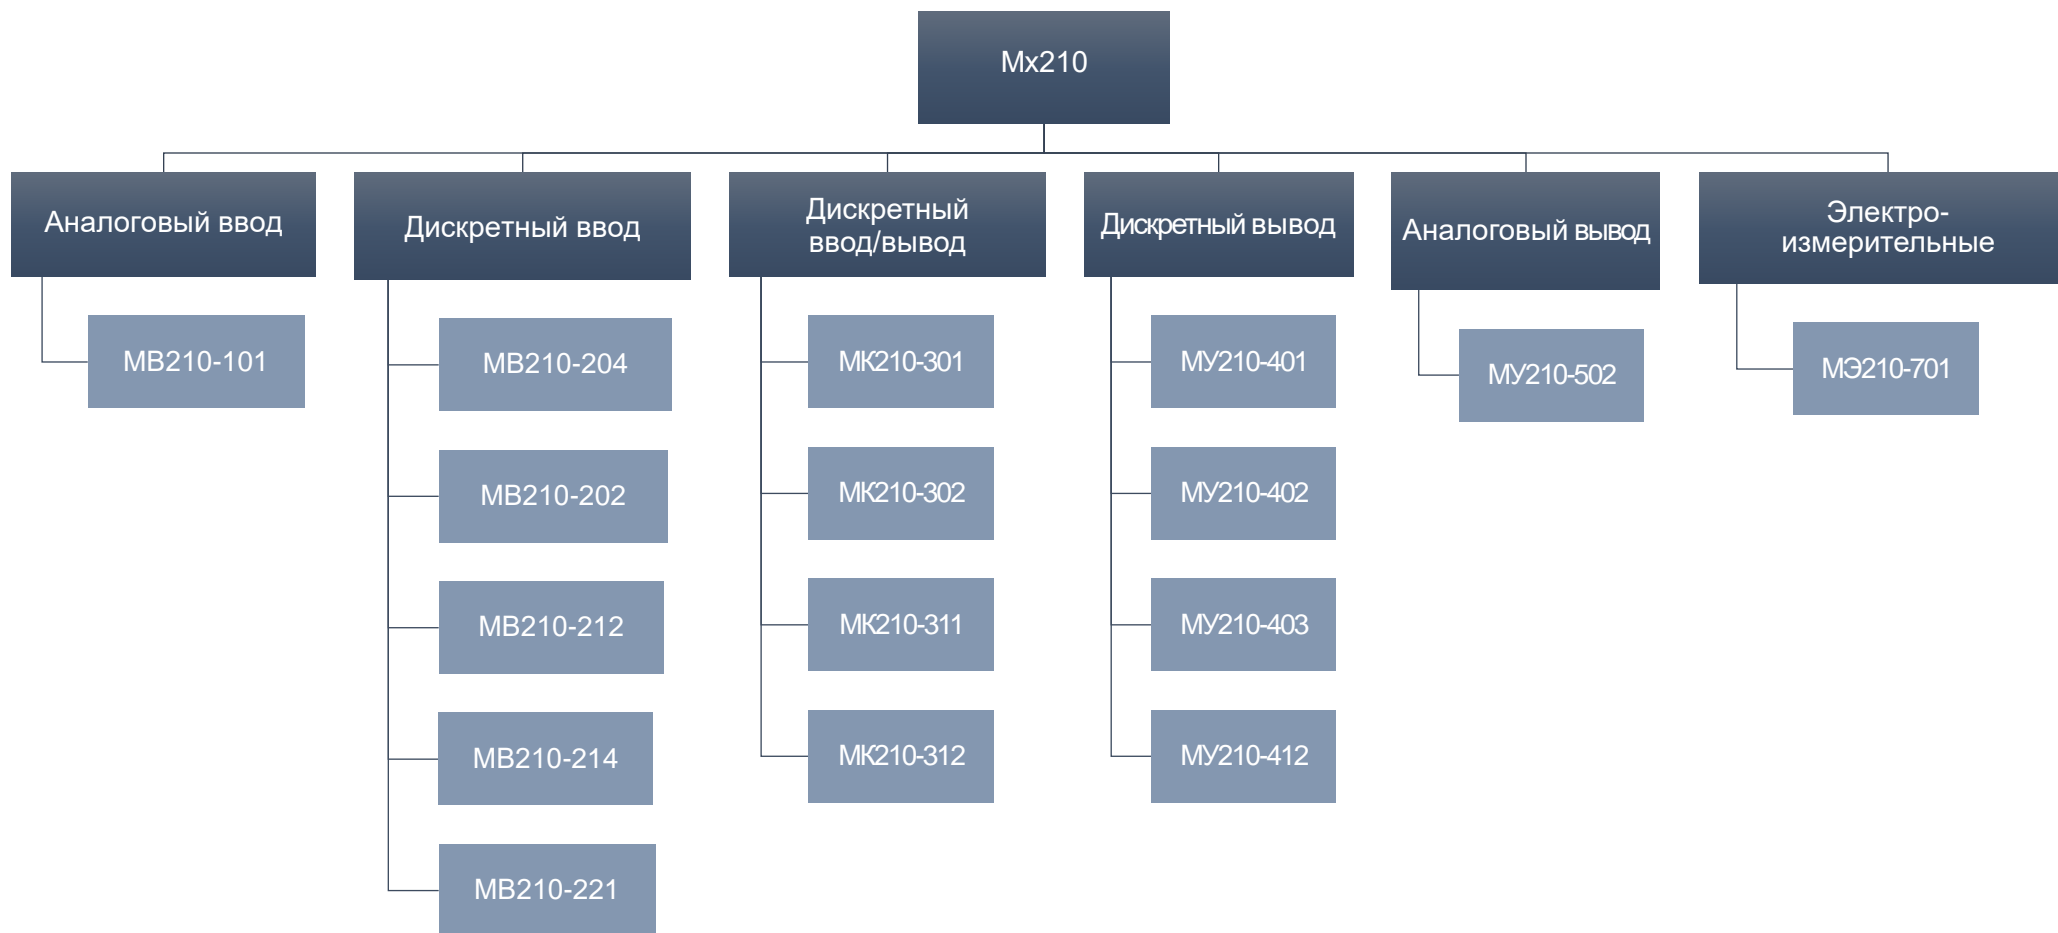 Мх210
Аналоговый ввод
МВ210-101
Дискретный ввод
МВ210-204
МВ210-202
МВ210-212
МВ210-214
МВ210-221
Дискретный
ввод/вывод
МК210-301
МК210-302
МК210-311
МК210-312
Дискретный вывод
МУ210-401
МУ210-402
МУ210-403
МУ210-412
Аналоговый вывод
МУ210-502
Электро-
измерительные
МЭ210-701